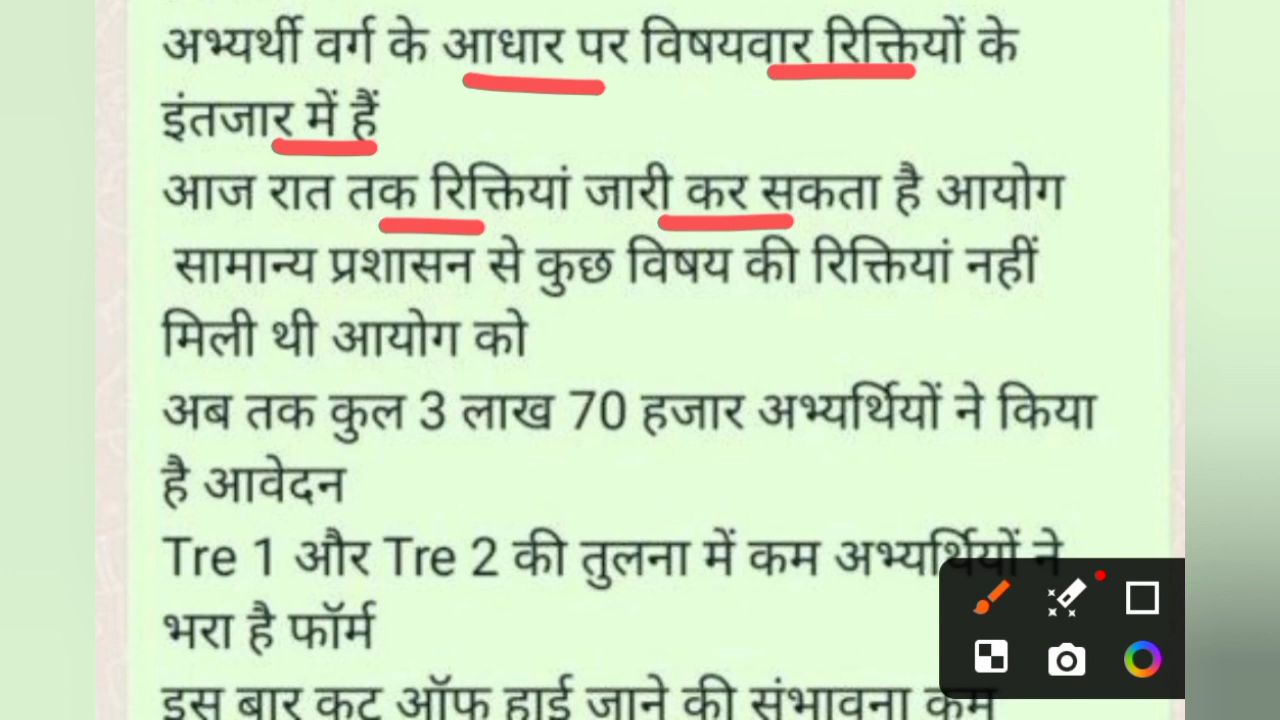 अभ्यर्थी वर्ग के आधार पर विषयवार रिक्तियों के
इंतजार में हैं
आज रात तक रिक्तियां जारी कर सकता है आयोग
सामान्य प्रशासन से कुछ विषय की रिक्तियां नहीं
मिली थी आयोग को
अब तक कुल 3 लाख 70 हजार अभ्यर्थियों ने किया
है आवेदन
Tre 1 और Tre 2 की तुलना में कम अभ्यर्थियों ने
भरा है फॉर्म
इस बार कट ऑफ हाई जाने की संभावना कम